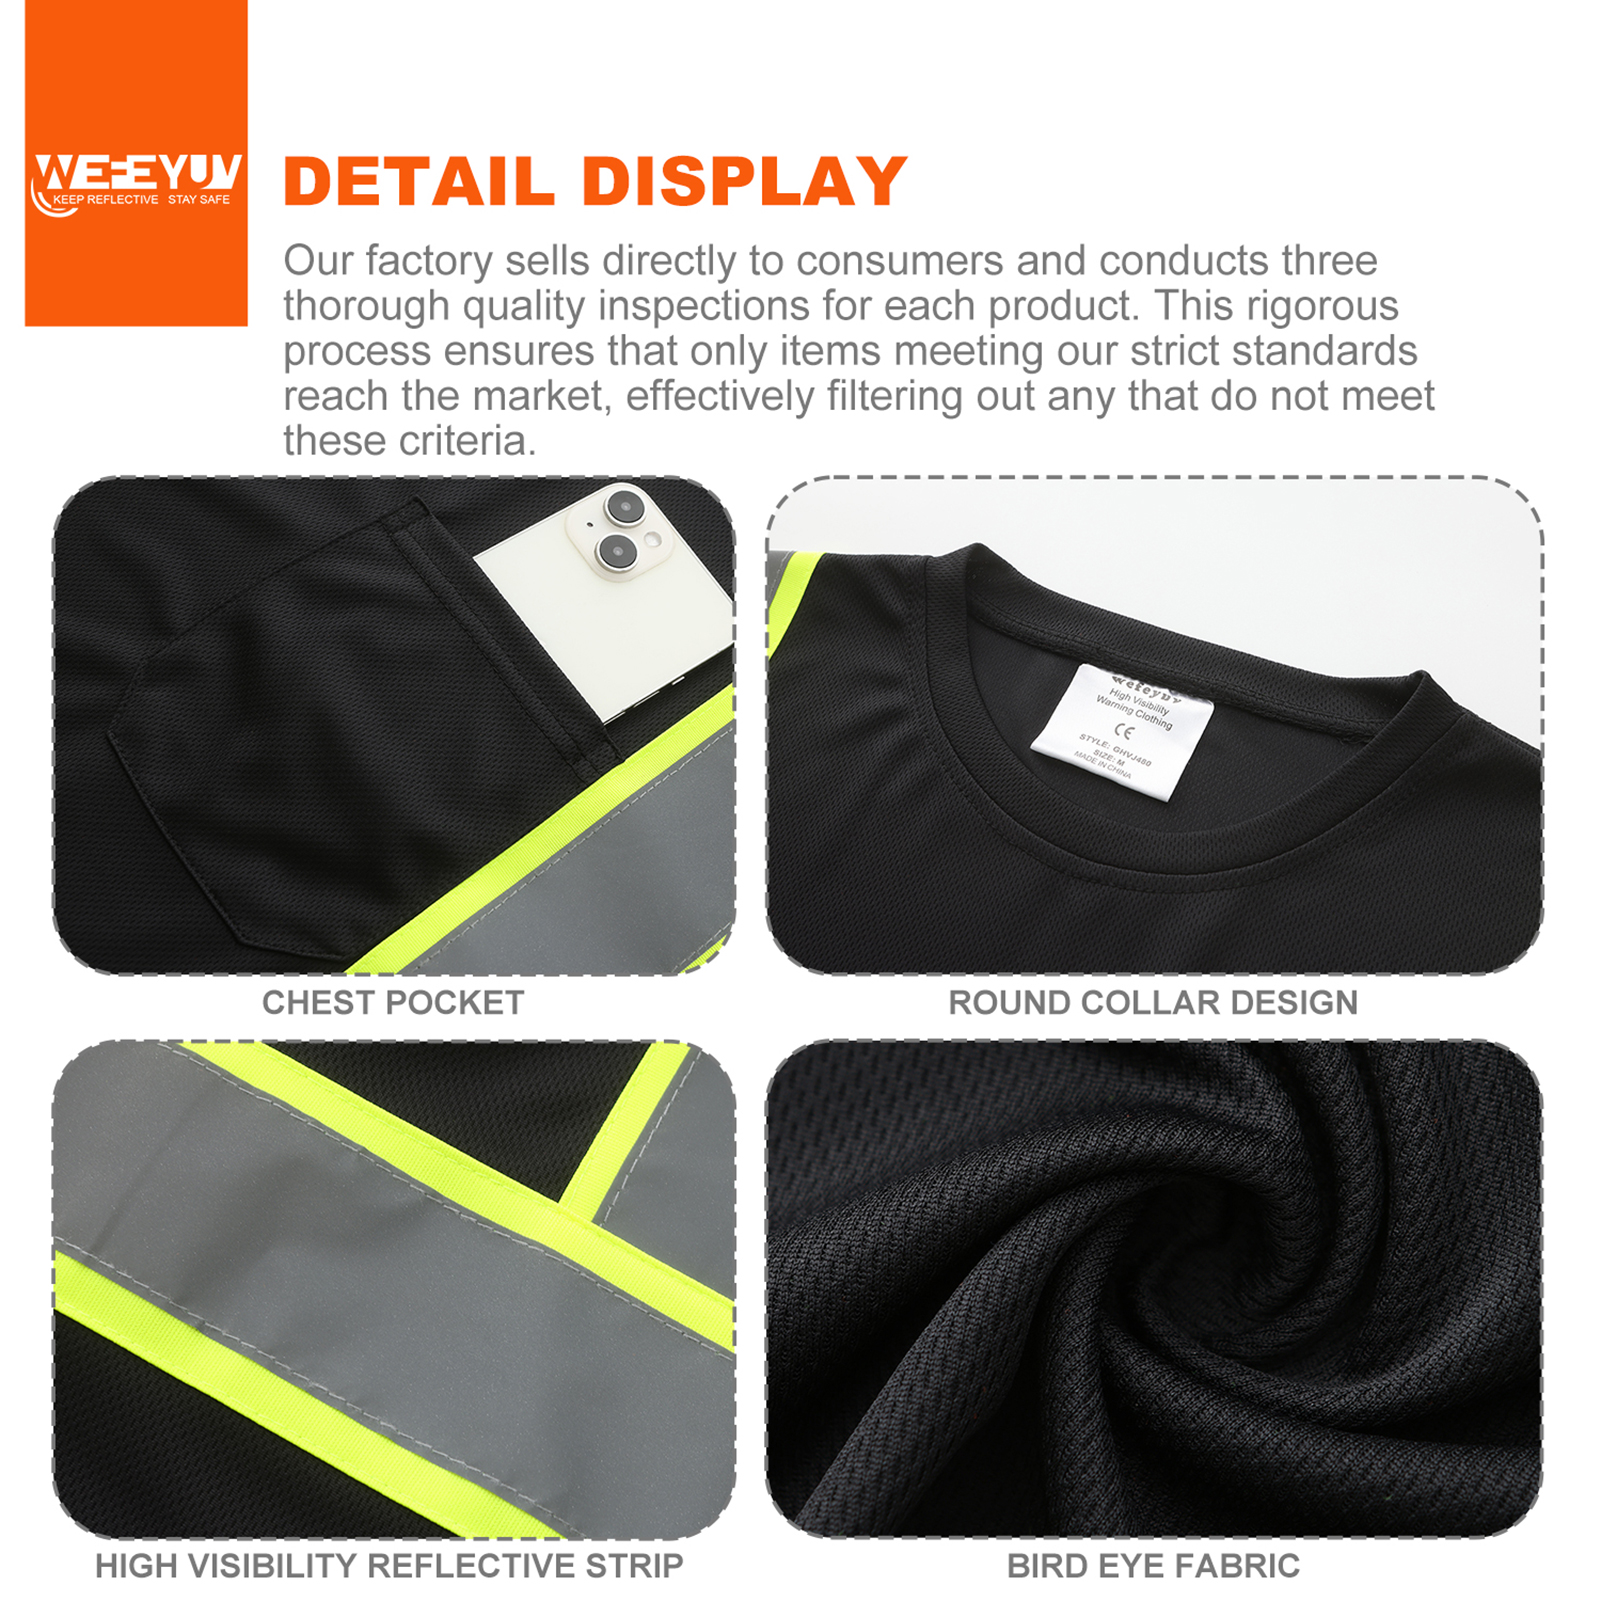 WEFEYUV
KEEP REFLECTIVE STAY SAFE
DETAIL DISPLAY
Our factory sells directly to consumers and conducts three
thorough quality inspections for each product. This rigorous
process ensures that only items meeting our strict standards
reach the market, effectively filtering out any that do not meet
these criteria.
wefeyuv
High Visibility
Warning Clothing
CE
STYLE: GHVJ480
SIZE: M
MADE IN CHINA
CHEST POCKET
ROUND COLLAR DESIGN
HIGH VISIBILITY REFLECTIVE STRIP
BIRD EYE FABRIC